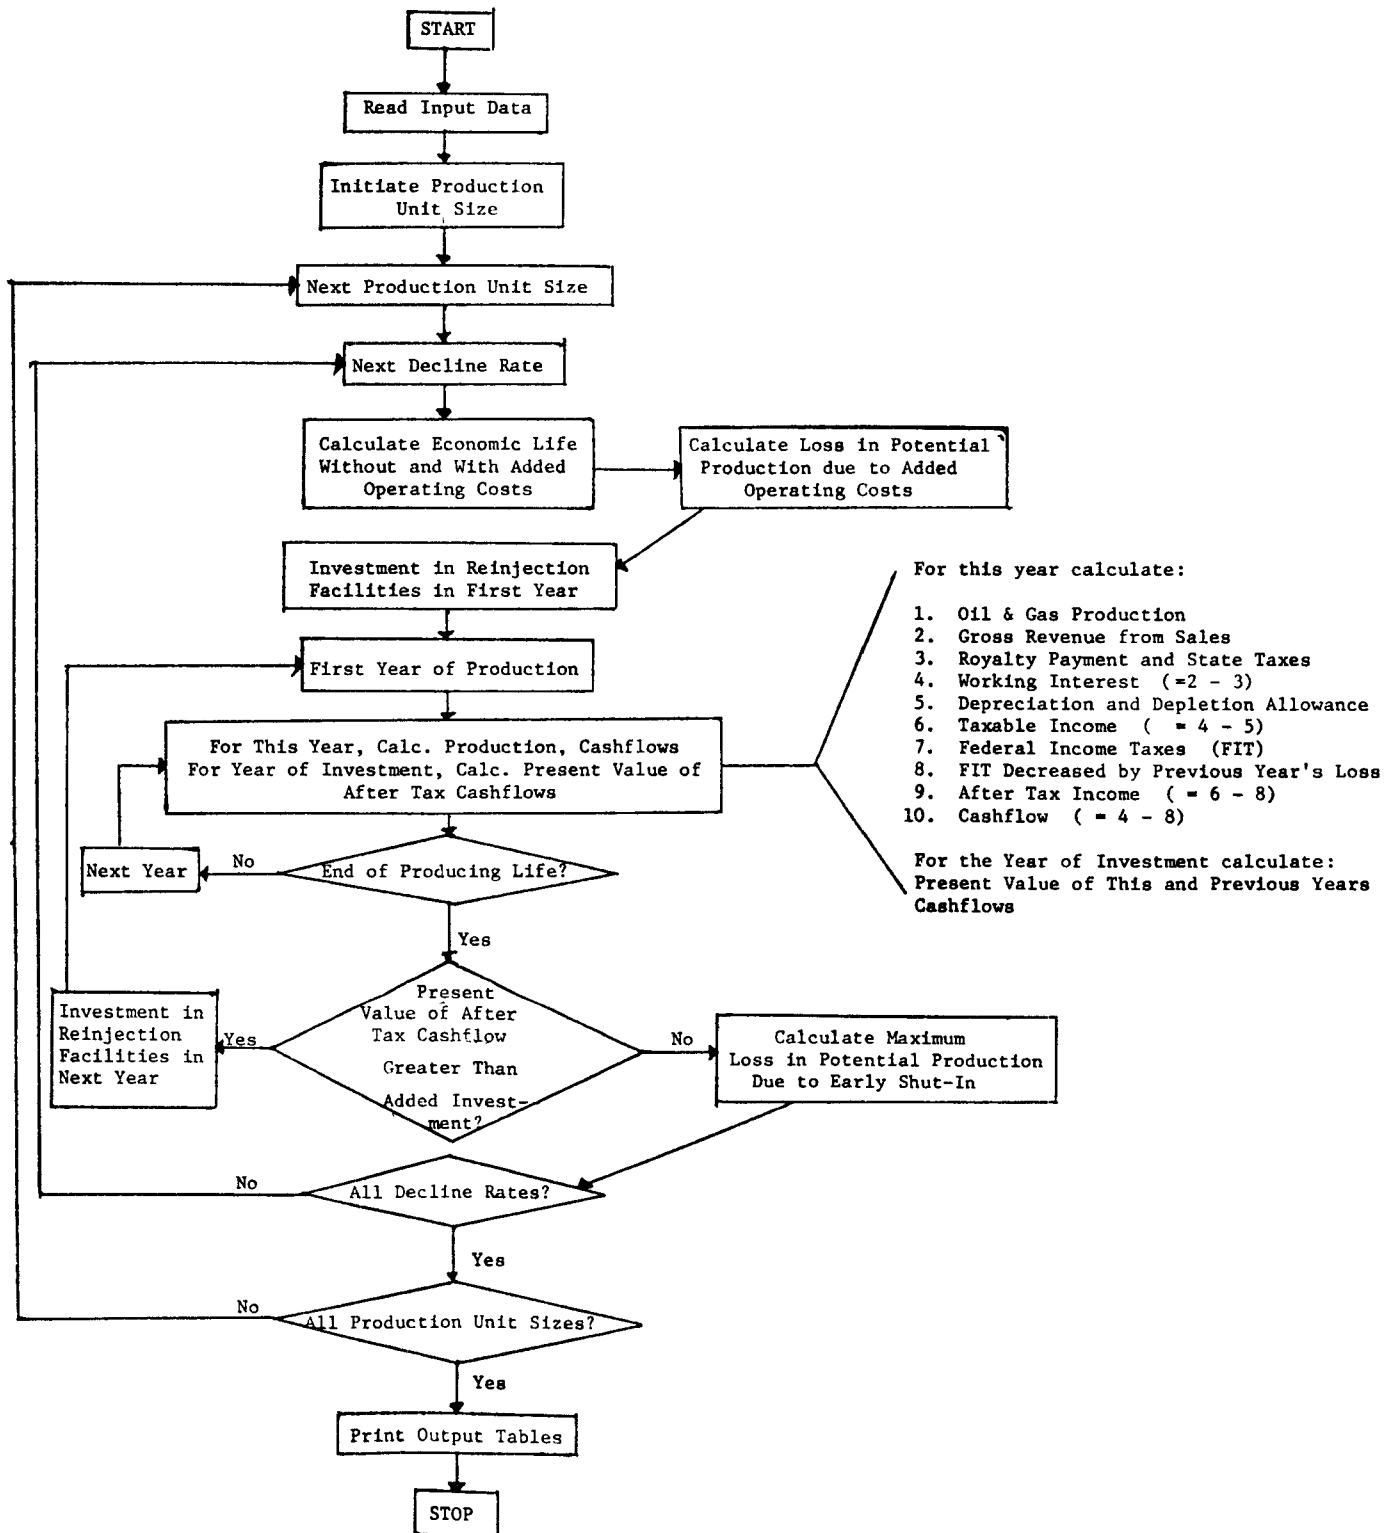 START
Read Input Data
Initiate Production
Unit Size
Next Production Unit Size
Next Decline Rate
Calculate Economic Life
Without and With Added
Operating Costs
Calculate Loss in Potential
Production due to Added
Operating Costs
Investment in Reinjection
Facilities in First Year
First Year of Production
For This Year, Calc. Production, Cashflows
For Year of Investment, Calc. Present Value of
After Tax Cashflows
For this year calculate:
1. Oil & Gas Production
2. Gross Revenue from Sales
3. Royalty Payment and State Taxes
4. Working Interest (=2 - 3)
5. Depreciation and Depletion Allowance
6. Taxable Income ( = 4 - 5)
7. Federal Income Taxes (FIT)
8. FIT Decreased by Previous Year's Loss
9. After Tax Income ( = 6 - 8)
10. Cashflow ( = 4 - 8)
For the Year of Investment calculate:
Present Value of This and Previous Years
Cashflows
End of Producing Life?
No
Next Year
Yes
Present
Value of After
Tax Cashflow
Greater Than
Added Invest-
ment?
Yes
Investment in
Reinjection
Facilities in
Next Year
No
Calculate Maximum
Loss in Potential Production
Due to Early Shut-In
All Decline Rates?
No
Yes
All Production Unit Sizes?
No
Yes
Print Output Tables
STOP